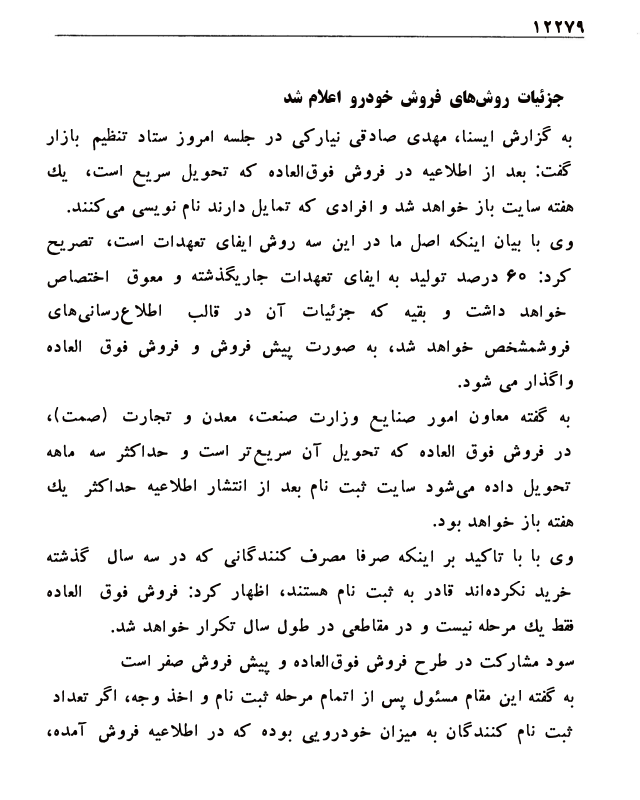 ۱۲۲۷۹
جزئیات روش‌های فروش خودرو اعلام شد
به گزارش ایسنا، مهدی صادقی نیارکی در جلسه امروز ستاد تنظیم بازار
گفت: بعد از اطلاعیه در فروش فوق‌العاده که تحویل سریع است، یك
هفته سایت باز خواهد شد و افرادی که تمایل دارند نام نویسی می‌کنند.
وی با بیان اینکه اصل ما در این سه روش ایفای تعهدات است، تصریح
کرد: ۶۰ درصد تولید به ایفای تعهدات جاریگذشته و معوق اختصاص
خواهد داشت و بقیه که جزئیات آن در قالب اطلاع‌رسانی‌های
فروشمشخص خواهد شد، به صورت پیش فروش و فروش فوق العاده
واگذار می شود.
به گفته معاون امور صنایع وزارت صنعت، معدن و تجارت (صمت)،
در فروش فوق العاده که تحویل آن سریع‌تر است و حداکثر سه ماهه
تحویل داده می‌شود سایت ثبت نام بعد از انتشار اطلاعیه حداکثر یك
هفته باز خواهد بود.
وی با با تاکید بر اینکه صرفا مصرف کنندگانی که در سه سال گذشته
خرید نکرده‌اند قادر به ثبت نام هستند، اظهار کرد: فروش فوق العاده
فقط یك مرحله نیست و در مقاطعی در طول سال تکرار خواهد شد.
سود مشارکت در طرح فروش فوق‌العاده و پیش فروش صفر است
به گفته این مقام مسئول پس از اتمام مرحله ثبت نام و اخذ وجه، اگر تعداد
ثبت نام کنندگان به میزان خودرویی بوده که در اطلاعیه فروش آمده،